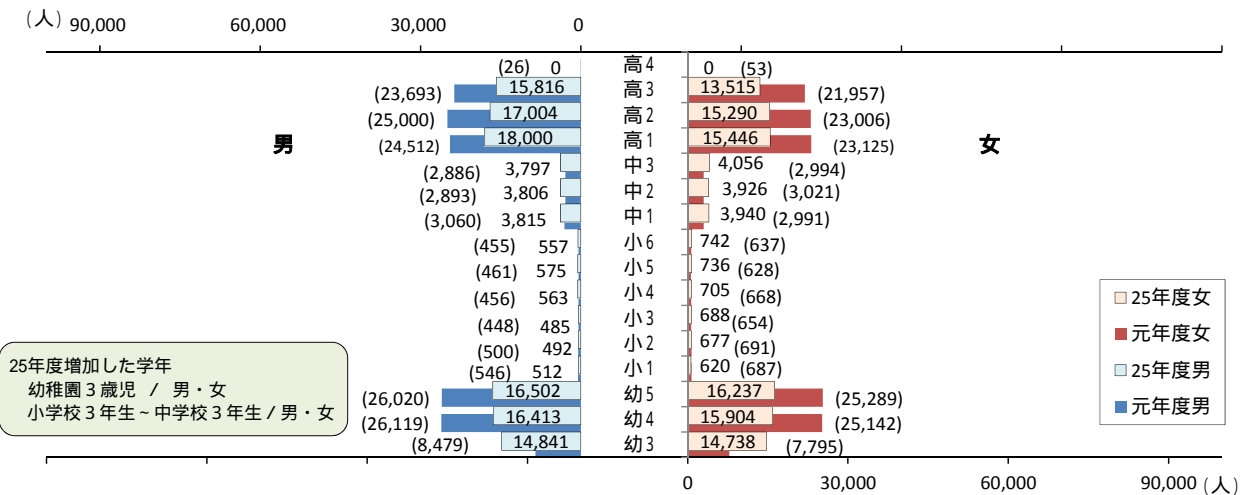 (人) 90,000 60,000 30,000 0
(26) 0 高4 0 (53)
(23,693) 15,816 高3 13,515 (21,957)
(25,000) 17,004 高2 15,290 (23,006)
(24,512) 18,000 高1 15,446 (23,125)
男 女
(2,886) 3,797 中3 4,056 (2,994)
(2,893) 3,806 中2 3,926 (3,021)
(3,060) 3,815 中1 3,940 (2,991)
(455) 557 小6 742 (637)
(461) 575 小5 736 (628)
(456) 563 小4 705 (668)
(448) 485 小3 688 (654)
(500) 492 小2 677 (691)
(546) 512 小1 620 (687)
(26,020) 16,502 幼5 16,237 (25,289)
(26,119) 16,413 幼4 15,904 (25,142)
(8,479) 14,841 幼3 14,738 (7,795)
25年度増加した学年
幼稚園3歳児 / 男・女
小学校3年生~中学校3年生/男・女
25年度女
元年度女
25年度男
元年度男
0 30,000 60,000 90,000 (人)